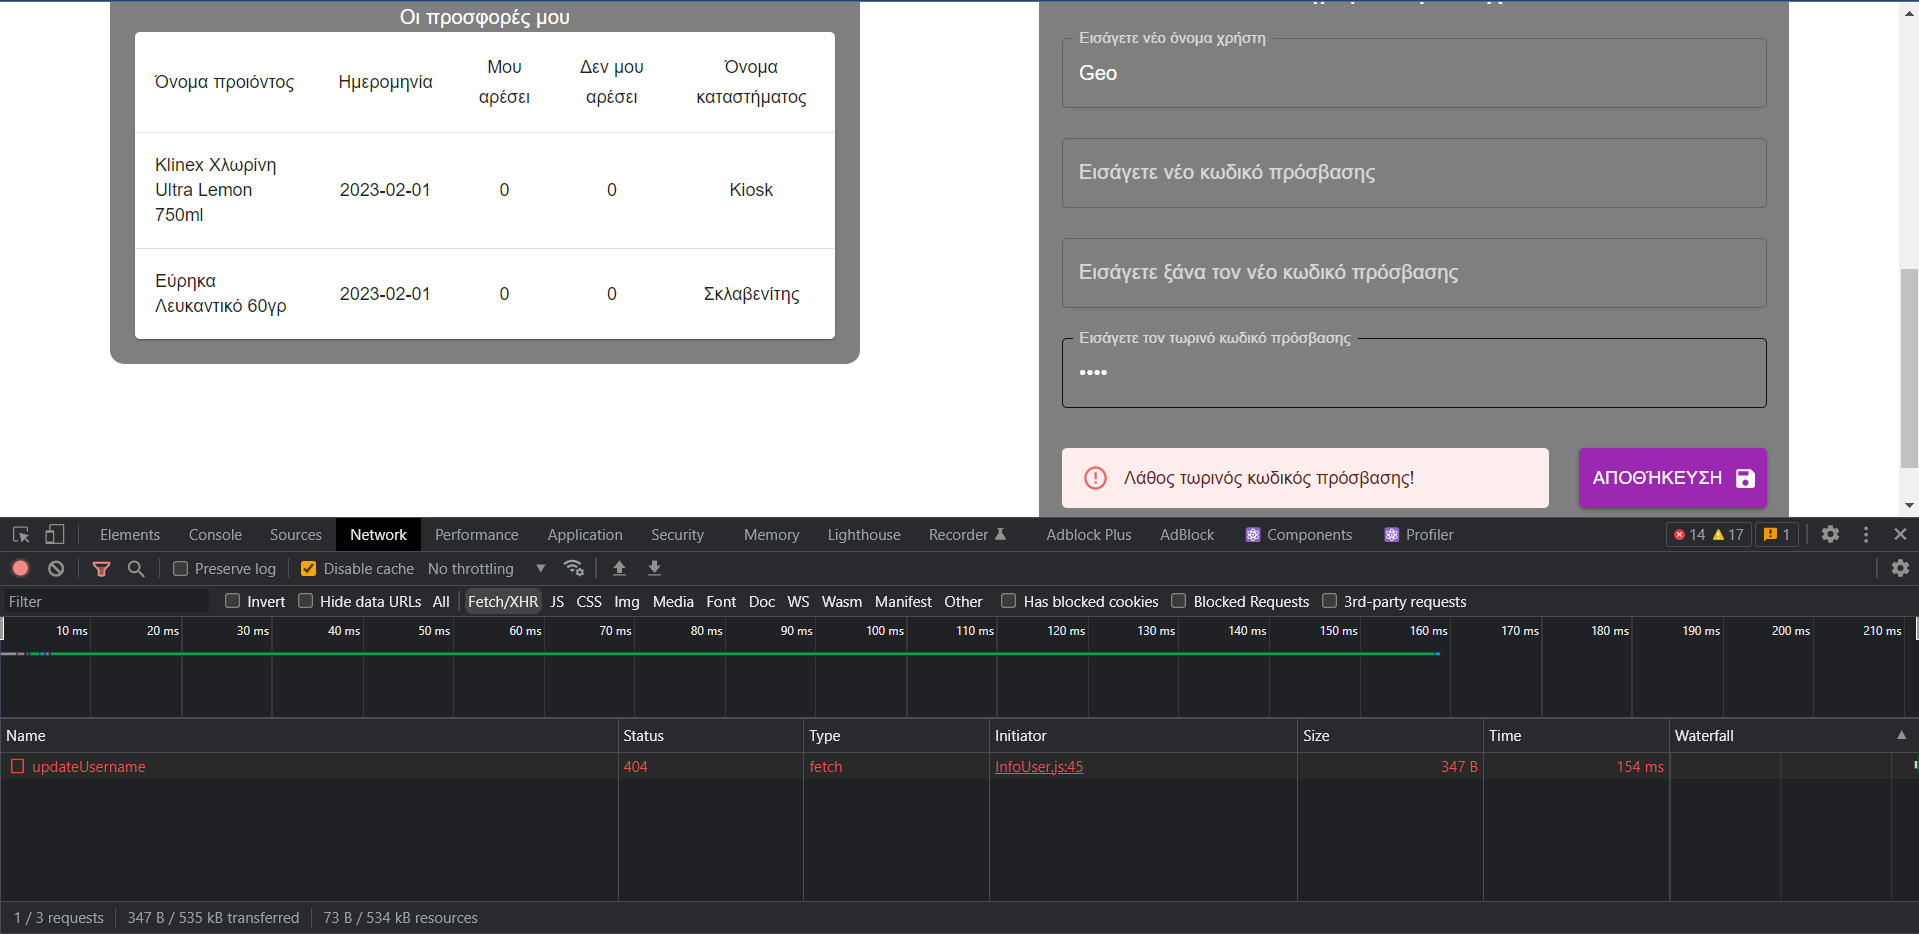 Οι προσφορές μου
Όνομα προιόντος
Ημερομηνία
Μου αρέσει
Δεν μου αρέσει
Όνομα καταστήματος
Klinex Χλωρίνη
Ultra Lemon
750ml
2023-02-01
0
0
Kiosk
Εύρηκα
Λευκαντικό 60γρ
2023-02-01
0
0
Σκλαβενίτης
Εισάγετε νέο όνομα χρήστη
Geo
Εισάγετε νέο κωδικό πρόσβασης
Εισάγετε ξάνα τον νέο κωδικό πρόσβασης
Εισάγετε τον τωρινό κωδικό πρόσβασης
••••
Λάθος τωρινός κωδικός πρόσβασης!
ΑΠΟΘΉΚΕΥΣΗ
Elements Console Sources Network Performance Application Security Memory Lighthouse Recorder Adblock Plus AdBlock Components Profiler 14 17 1
Preserve log Disable cache No throttling
Filter Invert Hide data URLs All Fetch/XHR JS CSS Img Media Font Doc WS Wasm Manifest Other Has blocked cookies Blocked Requests 3rd-party requests
10 ms 20 ms 30 ms 40 ms 50 ms 60 ms 70 ms 80 ms 90 ms 100 ms 110 ms 120 ms 130 ms 140 ms 150 ms 160 ms 170 ms 180 ms 190 ms 200 ms 210 ms
Name Status Type Initiator Size Time Waterfall
updateUsername 404 fetch InfoUser.js:45 347 B 154 ms
1 / 3 requests 347 B / 535 kB transferred 73 B / 534 kB resources